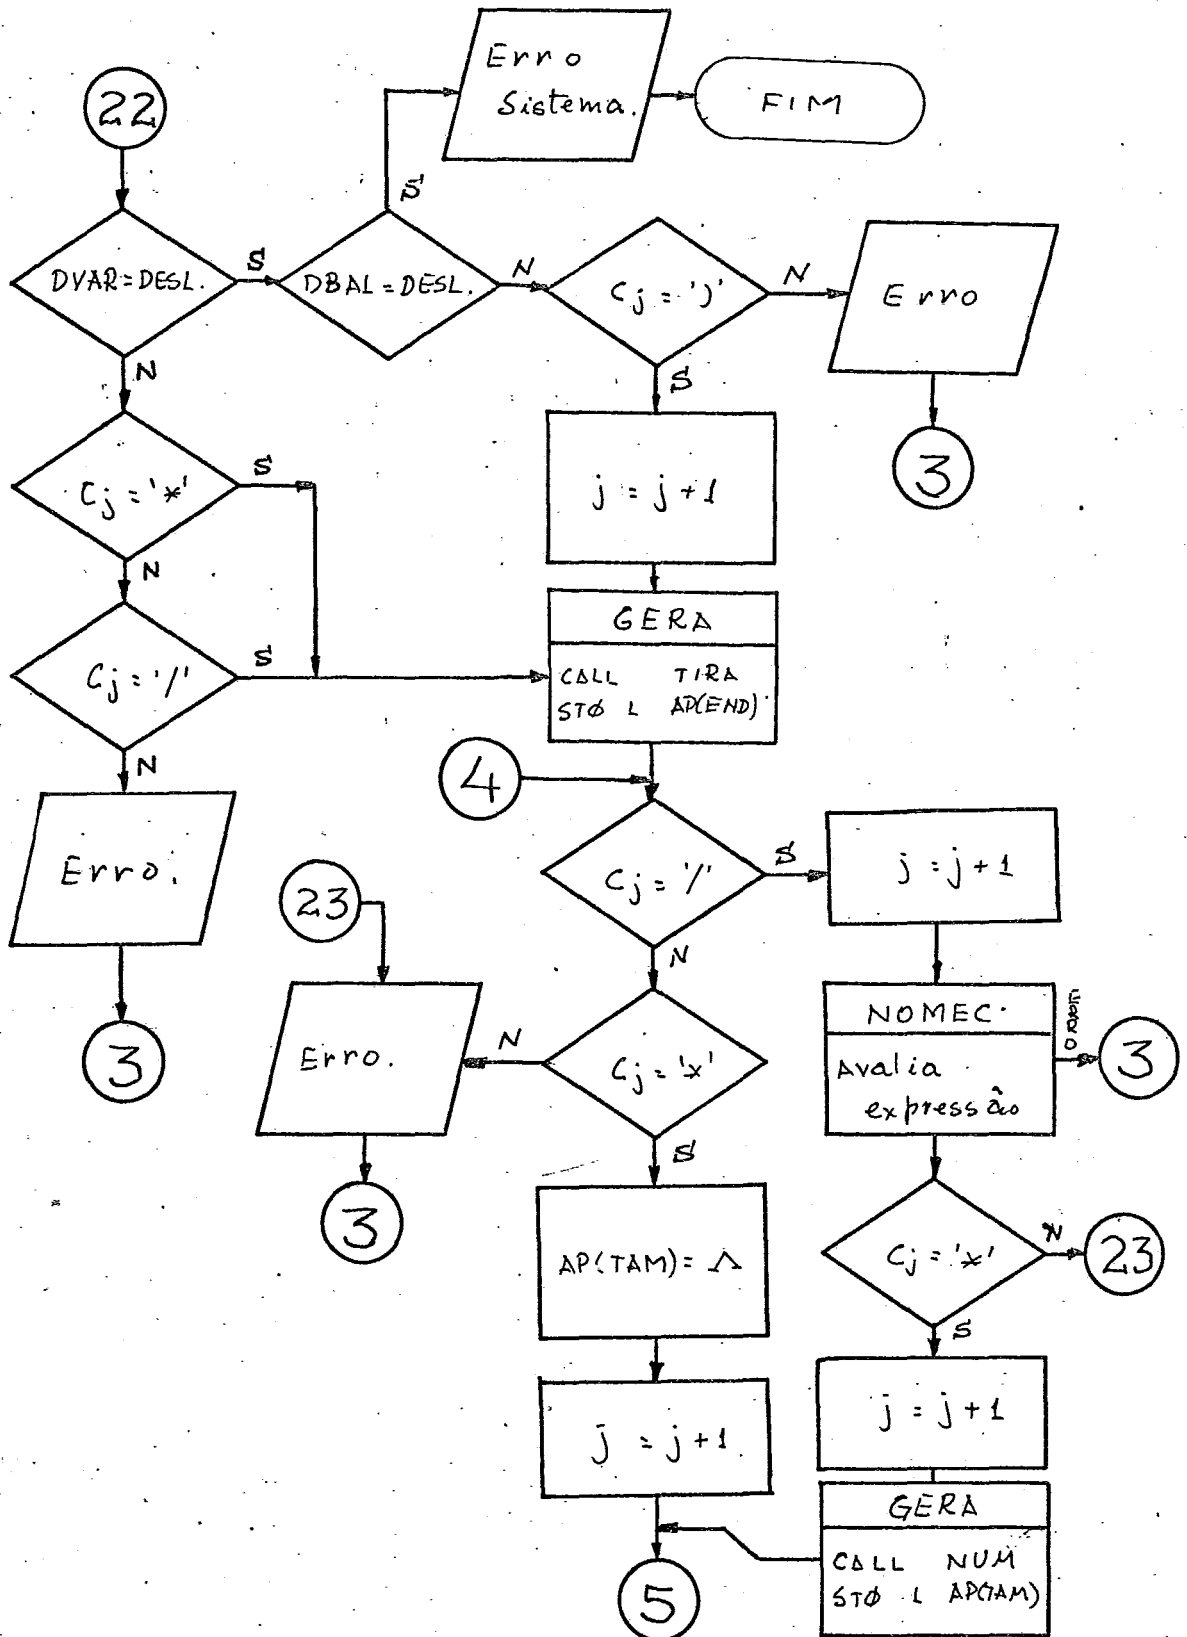 Erro
Sistema.
FIM
22
S
DVAR=DESL.
S
DBAL=DESL.
N
Cj = ')'
N
Erro
N
S
3
Cj = '*'
S
j = j + 1
N
GERA
Cj = '/'
S
CALL TIRA
STØ L AP(END)
N
4
Erro.
Cj = '/'
S
j = j + 1
23
N
NOMEC.
ERRO
3
Erro.
N
Cj = '*'
Avalia
expressão
3
S
3
AP(TAM) = Λ
Cj = '*'
N
23
S
j = j + 1
j = j + 1
GERA
CALL NUM
STØ L AP(TAM)
5